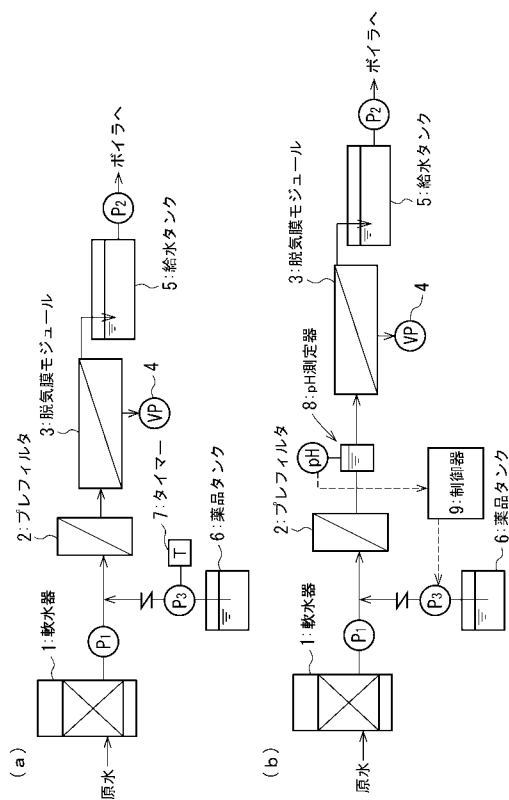 (a)
原水
1:軟水器
P1
2:プレフィルタ
7:タイマー
T
P3
6:薬品タンク
3:脱気膜モジュール
VP
4
5:給水タンク
P2
ボイラへ
(b)
原水
1:軟水器
P1
2:プレフィルタ
8:pH測定器
pH
9:制御器
P3
6:薬品タンク
3:脱気膜モジュール
VP
4
5:給水タンク
P2
ボイラへ